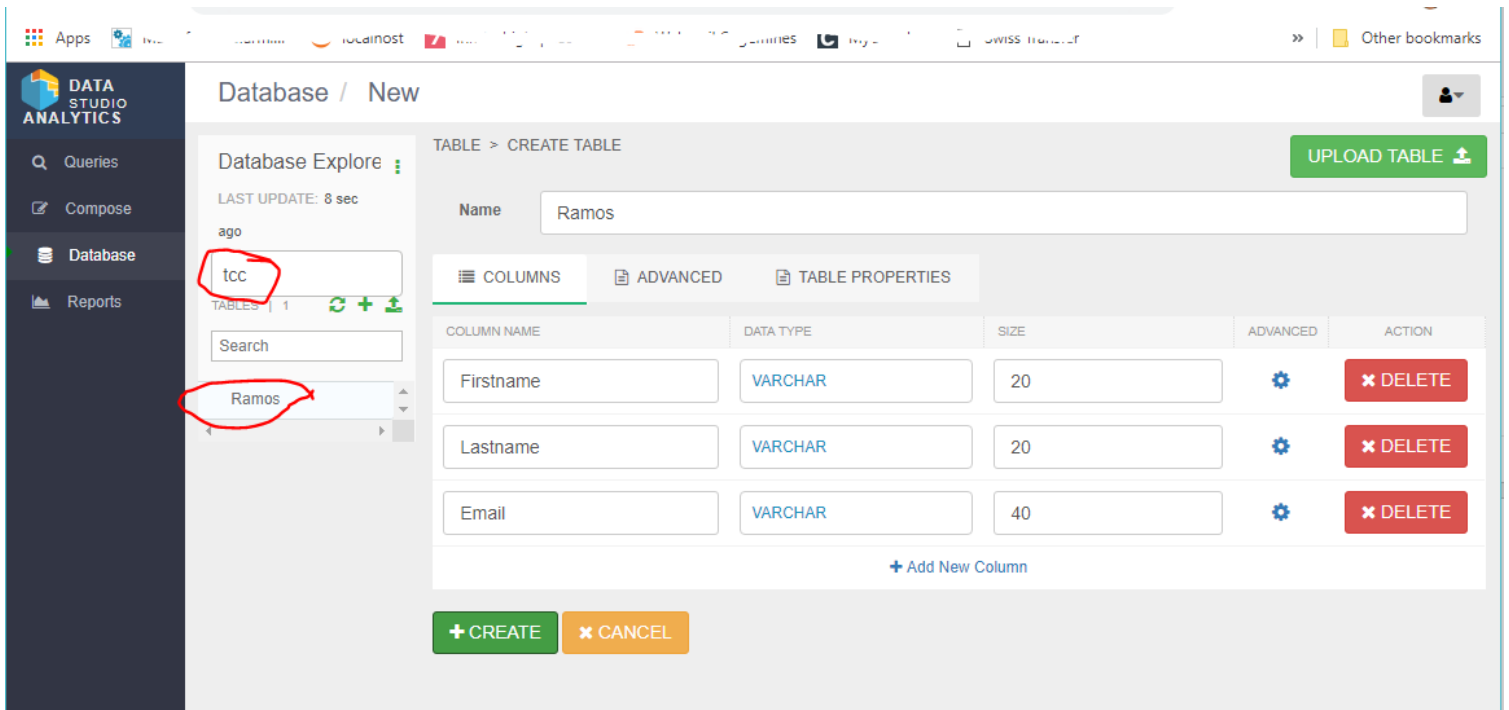 Apps localhost Other bookmarks
DATA
STUDIO
ANALYTICS
Database / New
Queries
Compose
Database
Reports
Database Explore
LAST UPDATE: 8 sec
ago
tcc
TABLES | 1
Search
Ramos
TABLE > CREATE TABLE
UPLOAD TABLE
Name Ramos
COLUMNS ADVANCED TABLE PROPERTIES
COLUMN NAME DATA TYPE SIZE ADVANCED ACTION
Firstname VARCHAR 20 DELETE
Lastname VARCHAR 20 DELETE
Email VARCHAR 40 DELETE
+ Add New Column
+ CREATE CANCEL